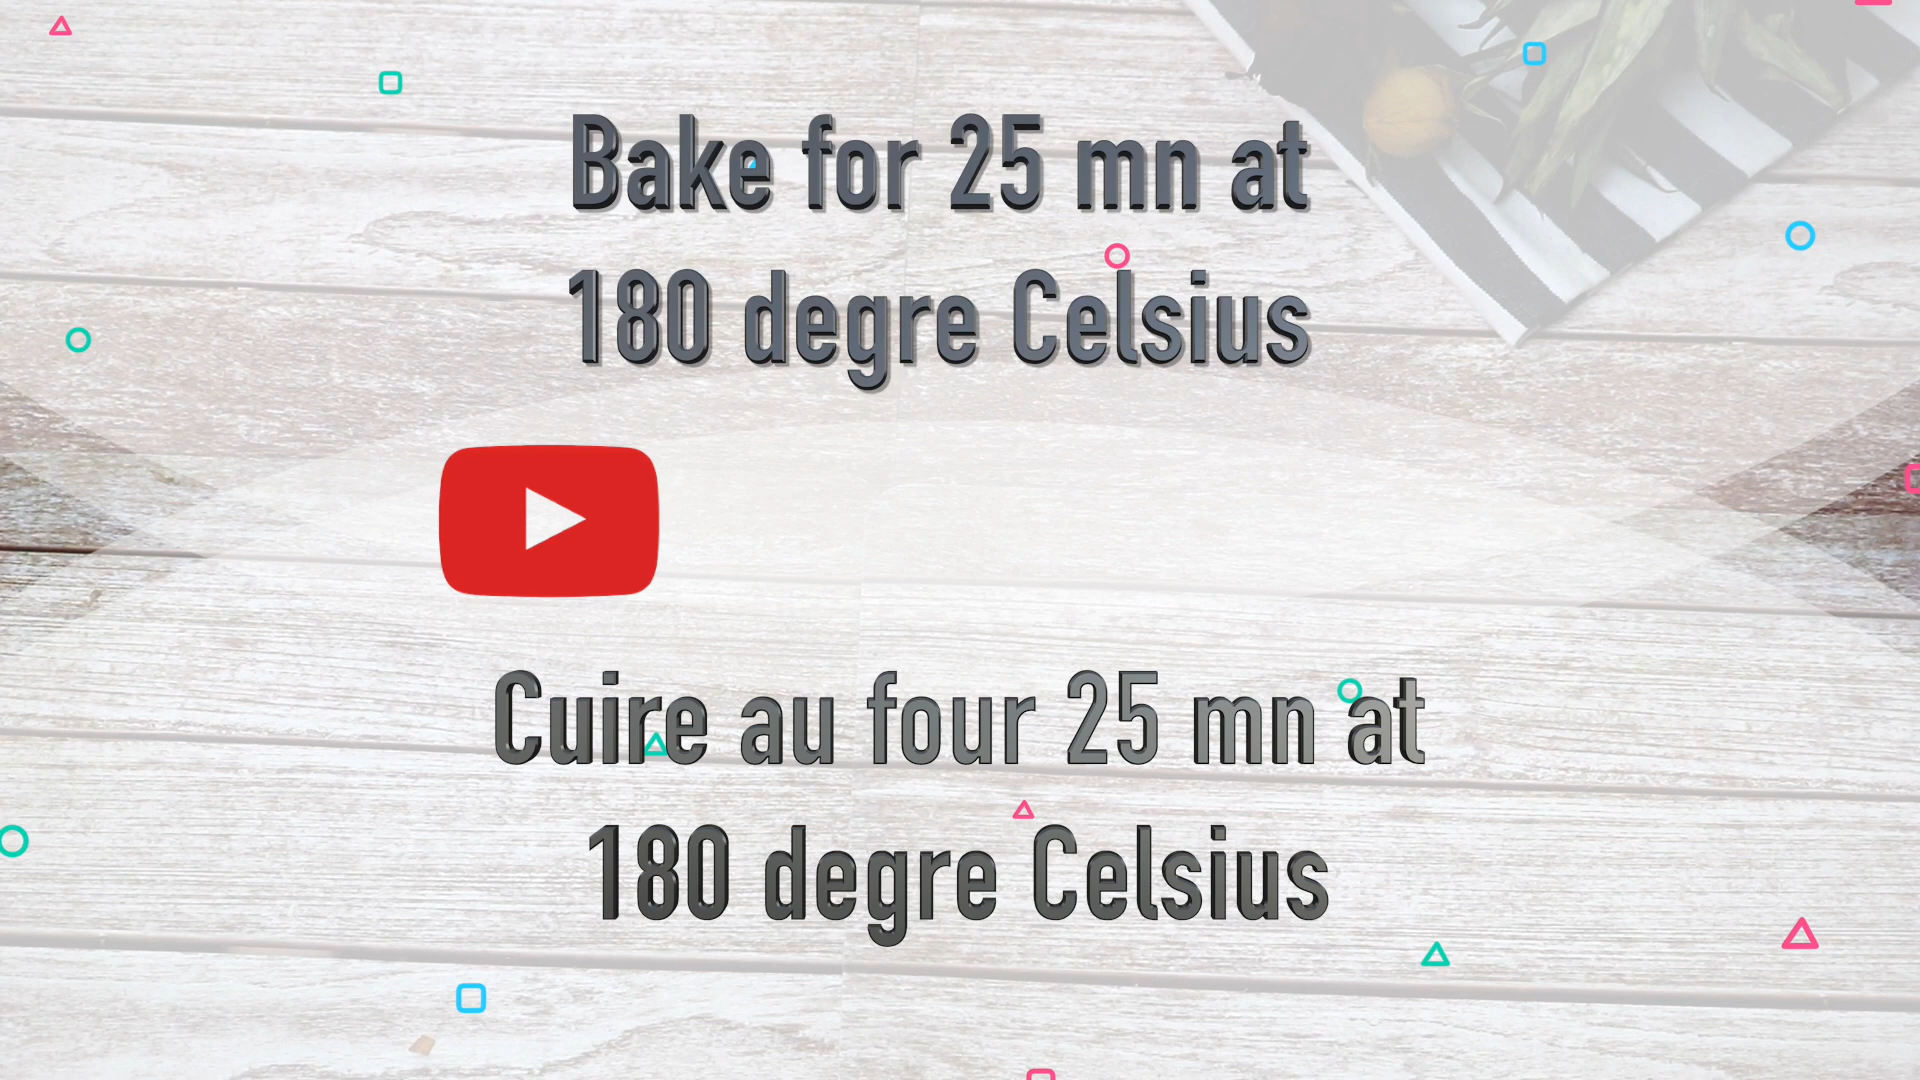 Bake for 25 mn at
180 degre Celsius
Cuire au four 25 mn at
180 degre Celsius